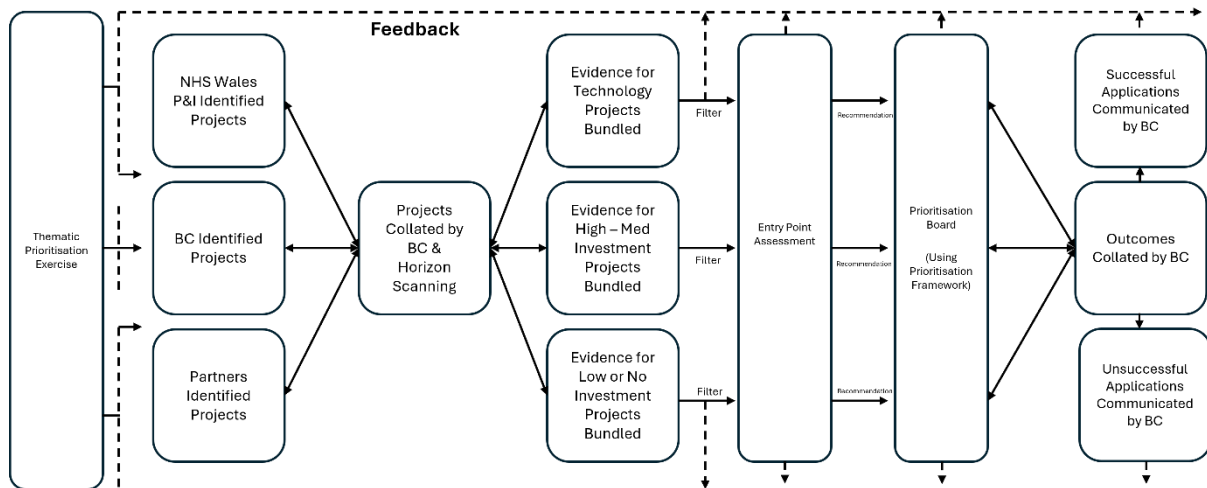 Feedback
Thematic
Prioritisation
Exercise
NHS Wales
P&I Identified
Projects
BC Identified
Projects
Partners
Identified
Projects
Projects
Collated by
BC &
Horizon
Scanning
Evidence for
Technology
Projects
Bundled
Evidence for
High – Med
Investment
Projects
Bundled
Evidence for
Low or No
Investment
Projects
Bundled
Filter
Filter
Filter
Entry Point
Assessment
Recommendation
Recommendation
Recommendation
Prioritisation
Board
(Using
Prioritisation
Framework)
Successful
Applications
Communicated
by BC
Outcomes
Collated by BC
Unsuccessful
Applications
Communicated
by BC